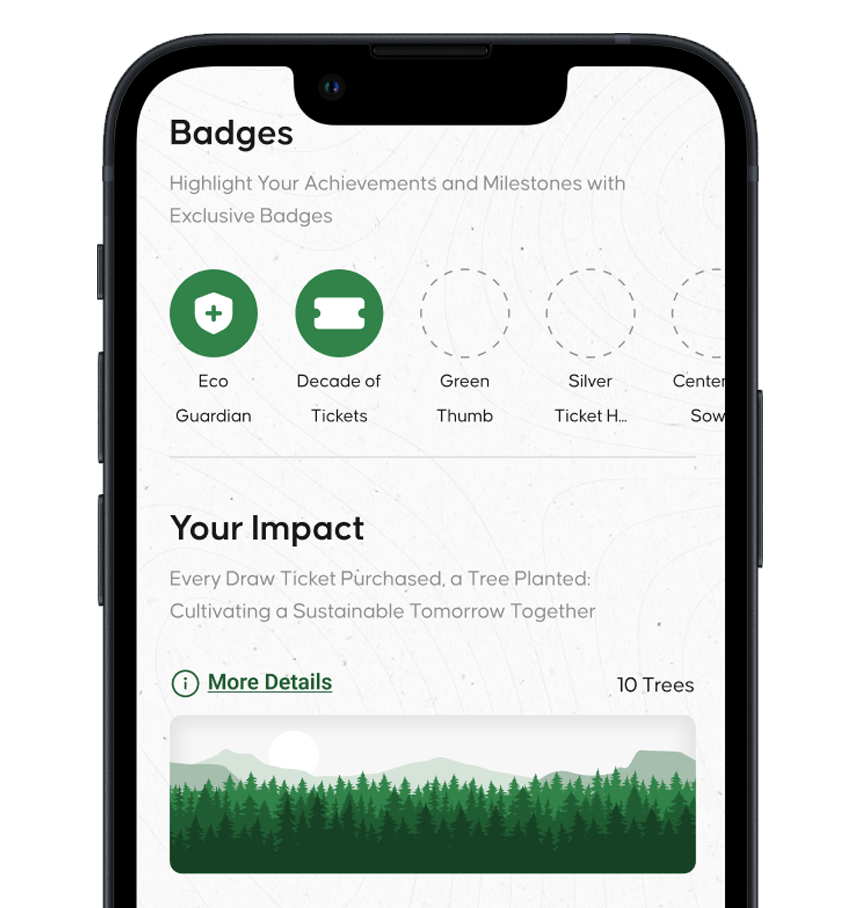 Badges
Highlight Your Achievements and Milestones with
Exclusive Badges
Eco
Guardian
Decade of
Tickets
Green
Thumb
Silver
Ticket H...
Center
Sow
Your Impact
Every Draw Ticket Purchased, a Tree Planted:
Cultivating a Sustainable Tomorrow Together
More Details
10 Trees